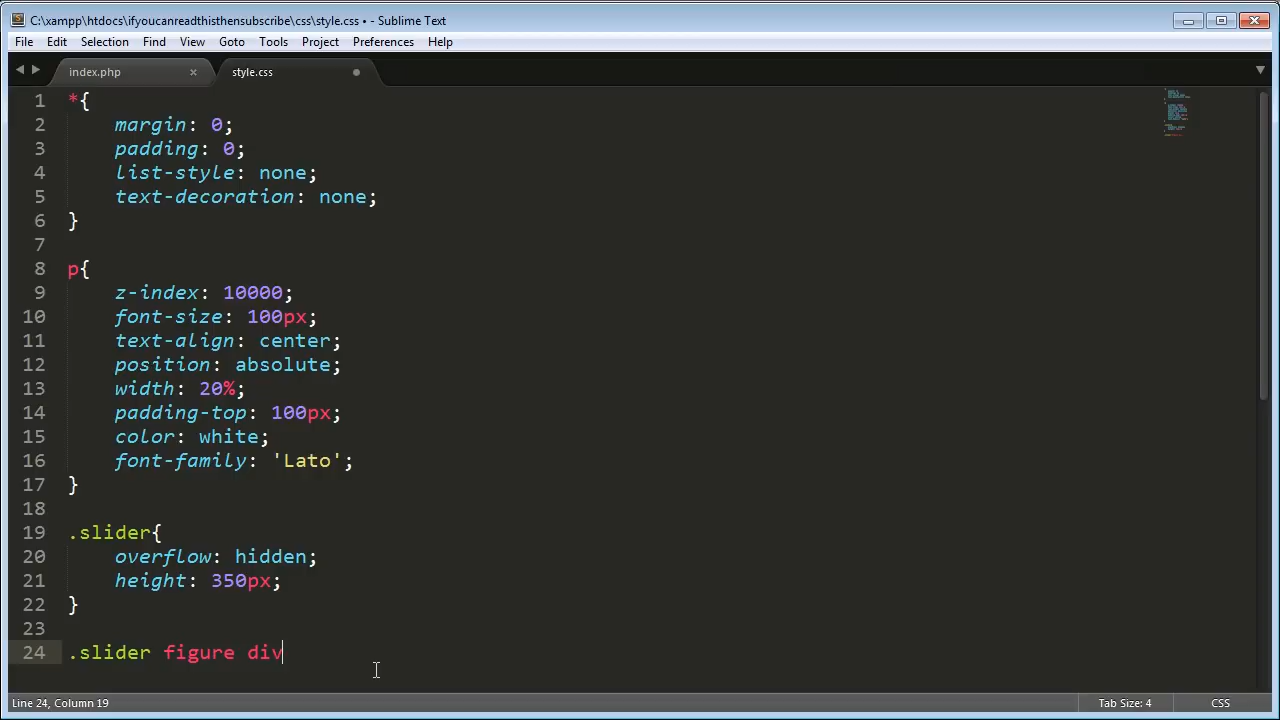 C:\xampp\htdocs\ifyoucanreadthisthensubscribe\css\style.css • - Sublime Text
File Edit Selection Find View Goto Tools Project Preferences Help
index.php × style.css
1 *{
2 margin: 0;
3 padding: 0;
4 list-style: none;
5 text-decoration: none;
6 }
7
8 p{
9 z-index: 10000;
10 font-size: 100px;
11 text-align: center;
12 position: absolute;
13 width: 20%;
14 padding-top: 100px;
15 color: white;
16 font-family: 'Lato';
17 }
18
19 .slider{
20 overflow: hidden;
21 height: 350px;
22 }
23
24 .slider figure div
Line 24, Column 19 Tab Size: 4 CSS